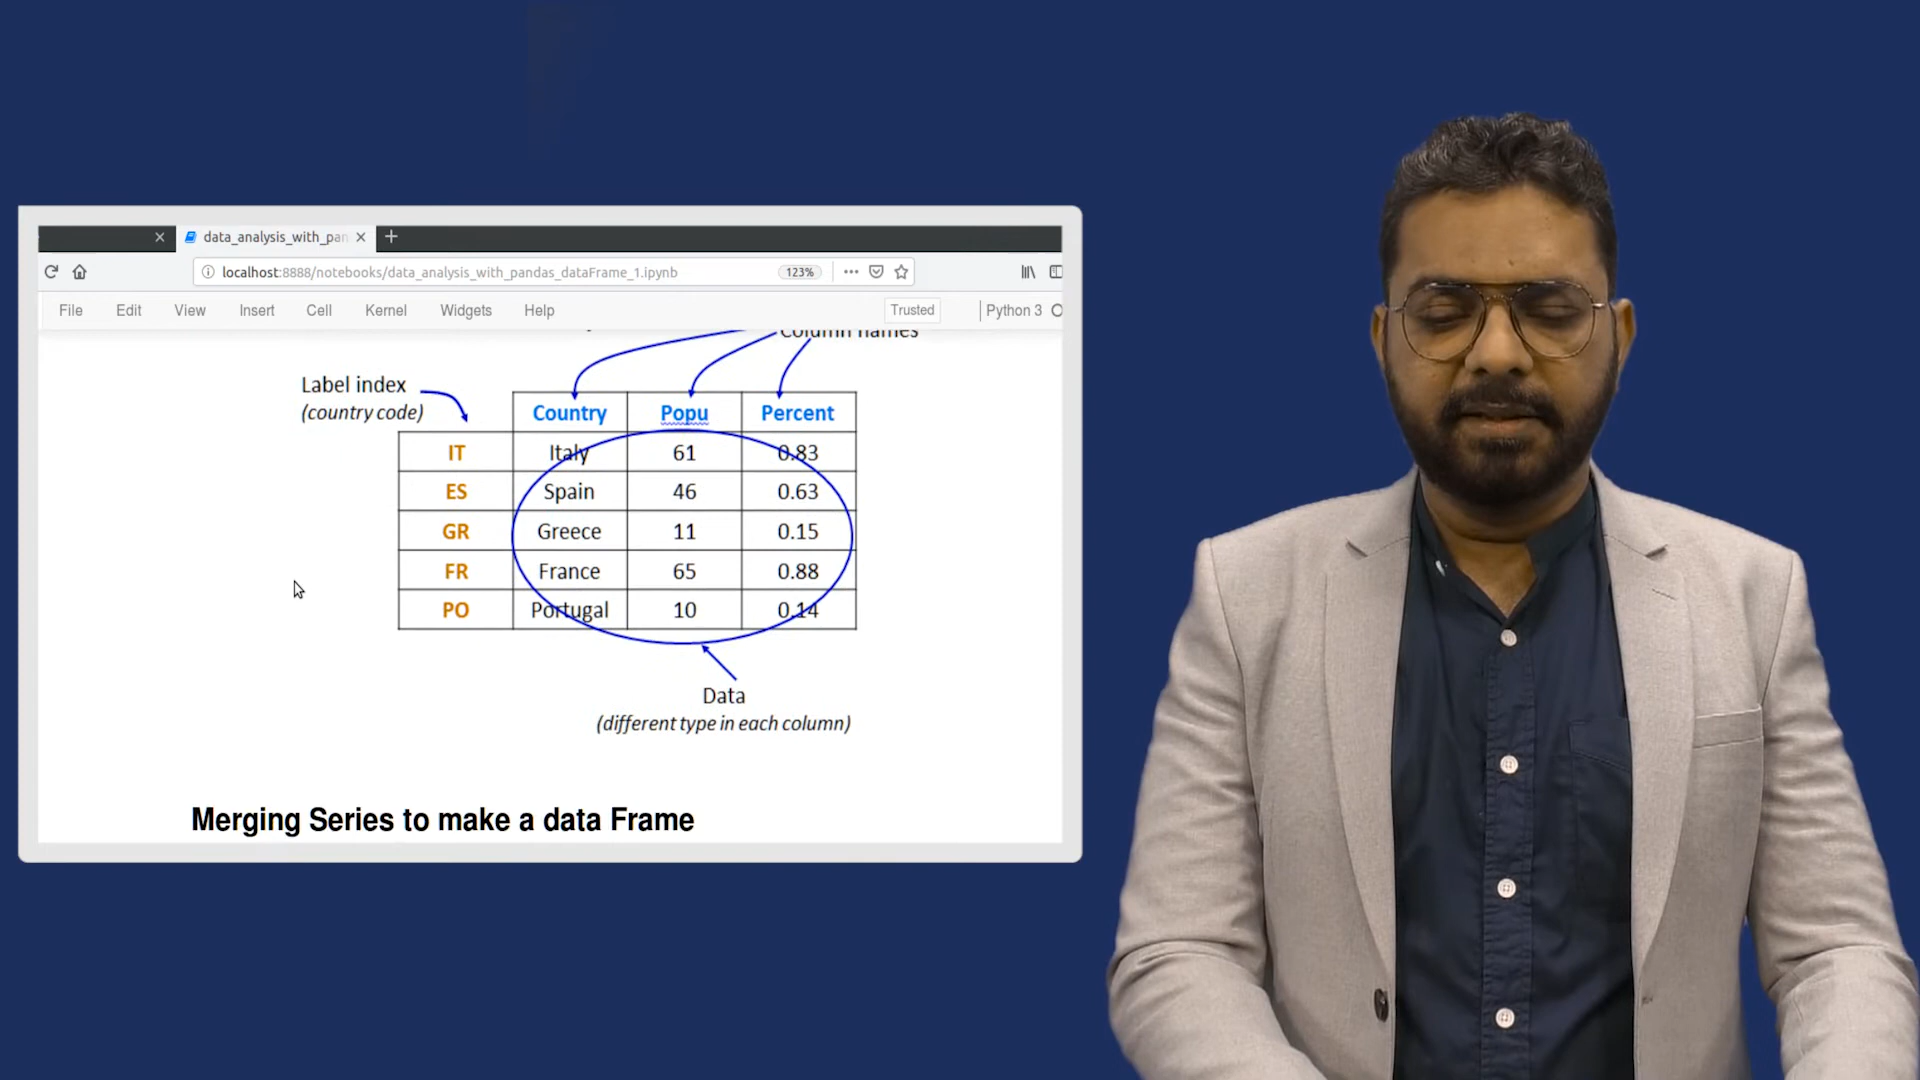 data_analysis_with_pan
localhost:8888/notebooks/data_analysis_with_pandas_dataFrame_1.ipynb 123%
File Edit View Insert Cell Kernel Widgets Help Trusted Python 3
Column names
Label index
(country code)
Country Popu Percent
IT Italy 61 0.83
ES Spain 46 0.63
GR Greece 11 0.15
FR France 65 0.88
PO Portugal 10 0.14
Data
(different type in each column)
Merging Series to make a data Frame